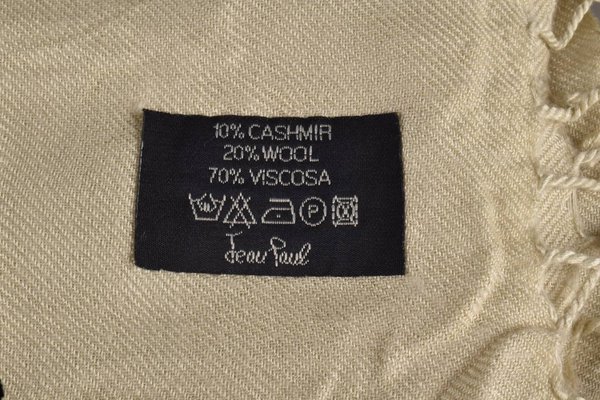 10% CASHMIR
20% WOOL
70% VISCOSA
P
Jean Paul